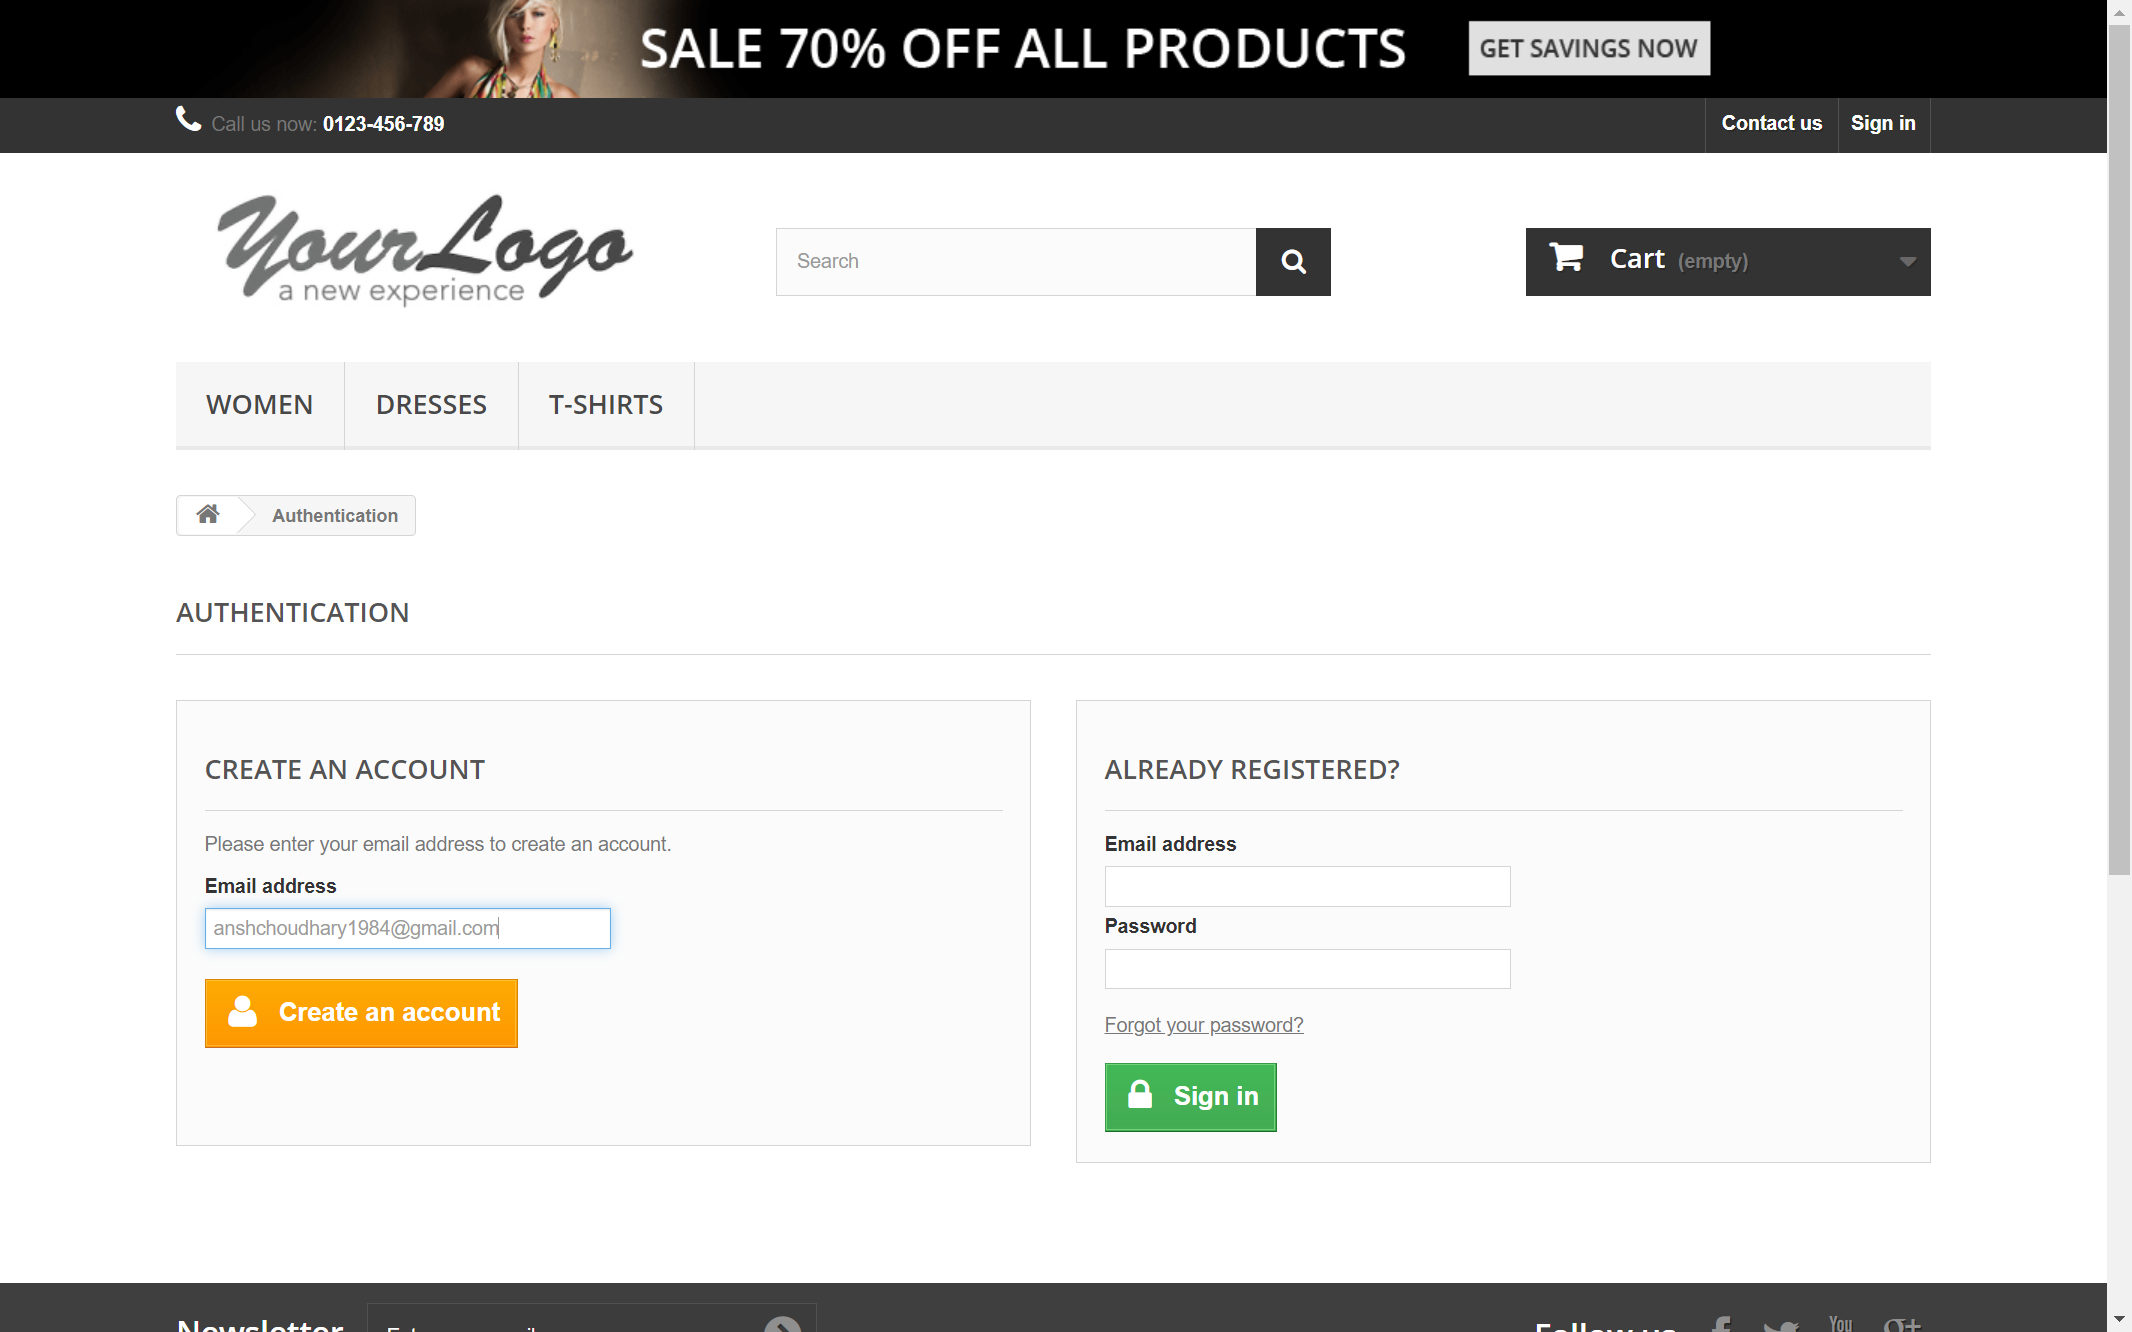 SALE 70% OFF ALL PRODUCTS
GET SAVINGS NOW
Call us now: 0123-456-789
Contact us
Sign in
YourLogo
a new experience
Search
Cart (empty)
WOMEN
DRESSES
T-SHIRTS
Authentication
AUTHENTICATION
CREATE AN ACCOUNT
Please enter your email address to create an account.
Email address
anshchoudhary1984@gmail.com
Create an account
ALREADY REGISTERED?
Email address
Password
Forgot your password?
Sign in
Newsletter
Follow us
You
g+